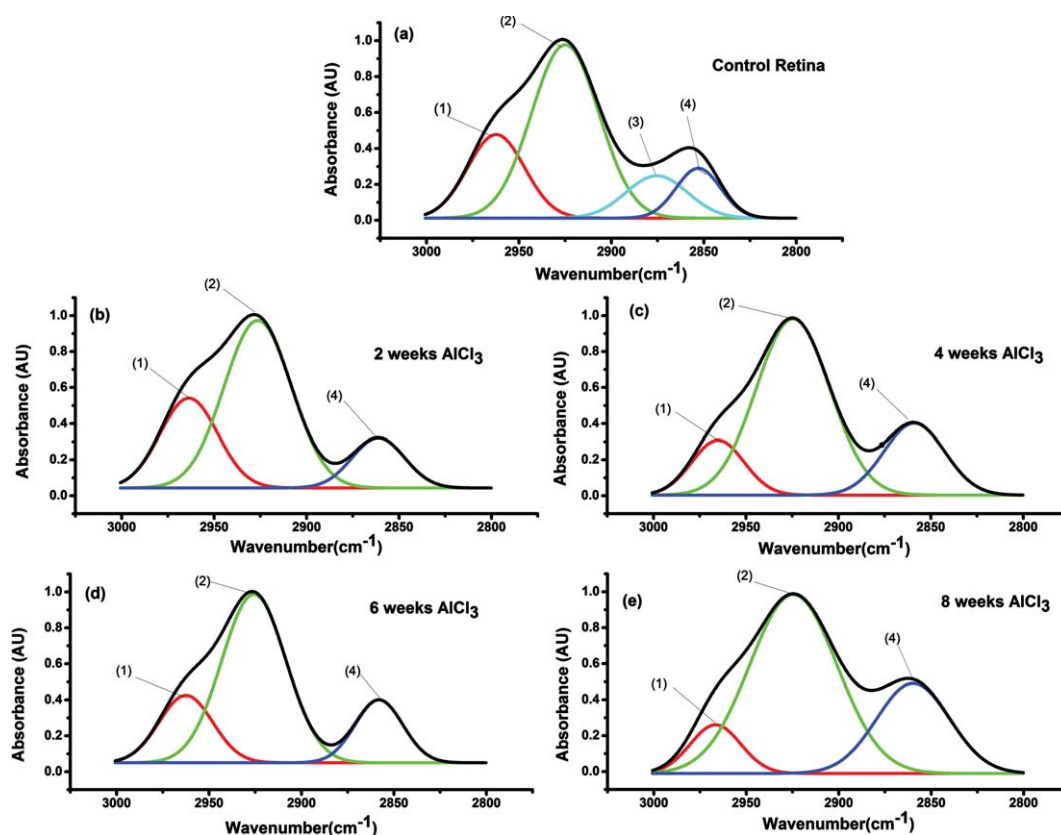 (a)
Control Retina
(1)
(2)
(3)
(4)
Absorbance (AU)
1.0
0.8
0.6
0.4
0.2
0.0
3000 2950 2900 2850 2800
Wavenumber(cm⁻¹)
(b)
2 weeks AlCl₃
(1)
(2)
(4)
Absorbance (AU)
1.0
0.8
0.6
0.4
0.2
0.0
3000 2950 2900 2850 2800
Wavenumber(cm⁻¹)
(c)
4 weeks AlCl₃
(1)
(2)
(4)
Absorbance (AU)
1.0
0.8
0.6
0.4
0.2
0.0
3000 2950 2900 2850 2800
Wavenumber(cm⁻¹)
(d)
6 weeks AlCl₃
(1)
(2)
(4)
Absorbance (AU)
1.0
0.8
0.6
0.4
0.2
0.0
3000 2950 2900 2850 2800
Wavenumber(cm⁻¹)
(e)
8 weeks AlCl₃
(1)
(2)
(4)
Absorbance (AU)
1.0
0.8
0.6
0.4
0.2
0.0
3000 2950 2900 2850 2800
Wavenumber(cm⁻¹)